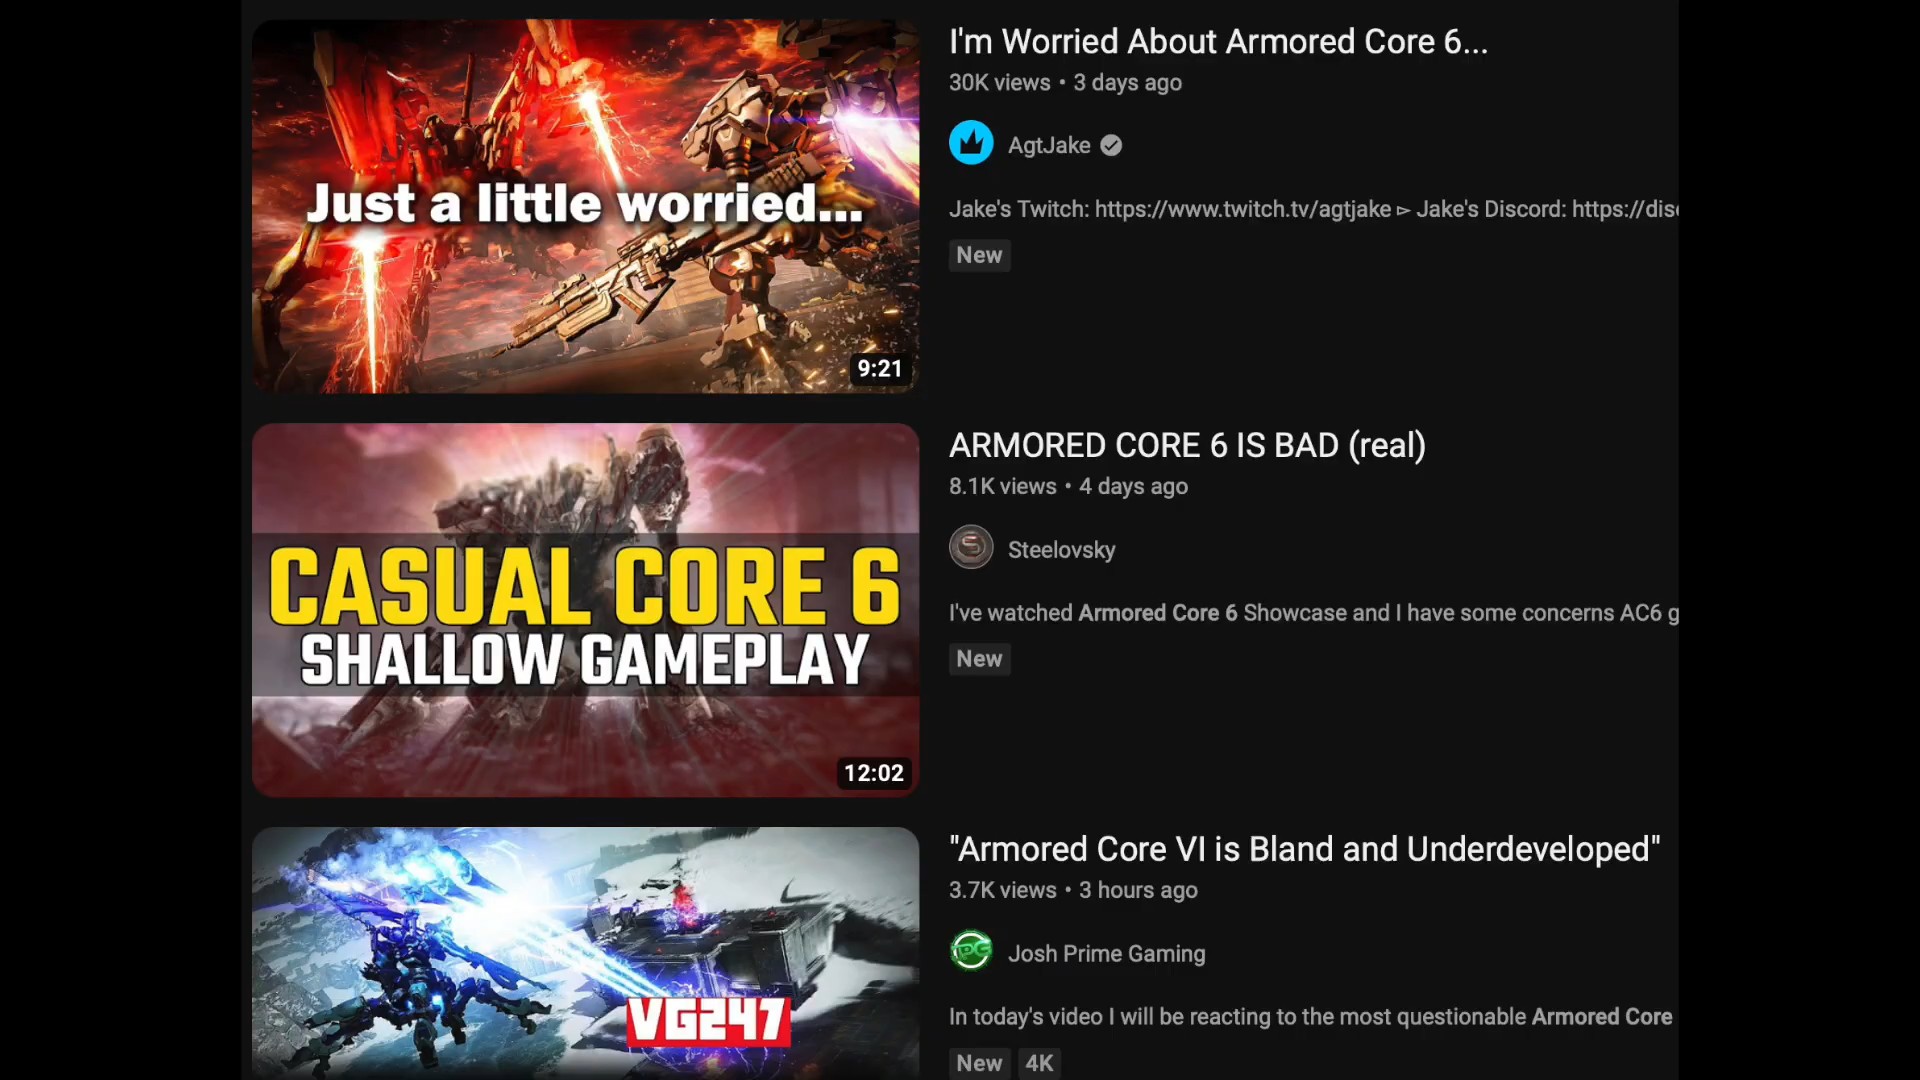 Just a little worried...
9:21
I'm Worried About Armored Core 6...
30K views • 3 days ago
AgtJake
Jake's Twitch: https://www.twitch.tv/agtjake ▻ Jake's Discord: https://disc
New
CASUAL CORE 6
SHALLOW GAMEPLAY
12:02
ARMORED CORE 6 IS BAD (real)
8.1K views • 4 days ago
Steelovsky
I've watched Armored Core 6 Showcase and I have some concerns AC6 g
New
VG247
"Armored Core VI is Bland and Underdeveloped"
3.7K views • 3 hours ago
JPG
Josh Prime Gaming
In today's video I will be reacting to the most questionable Armored Core
New 4K